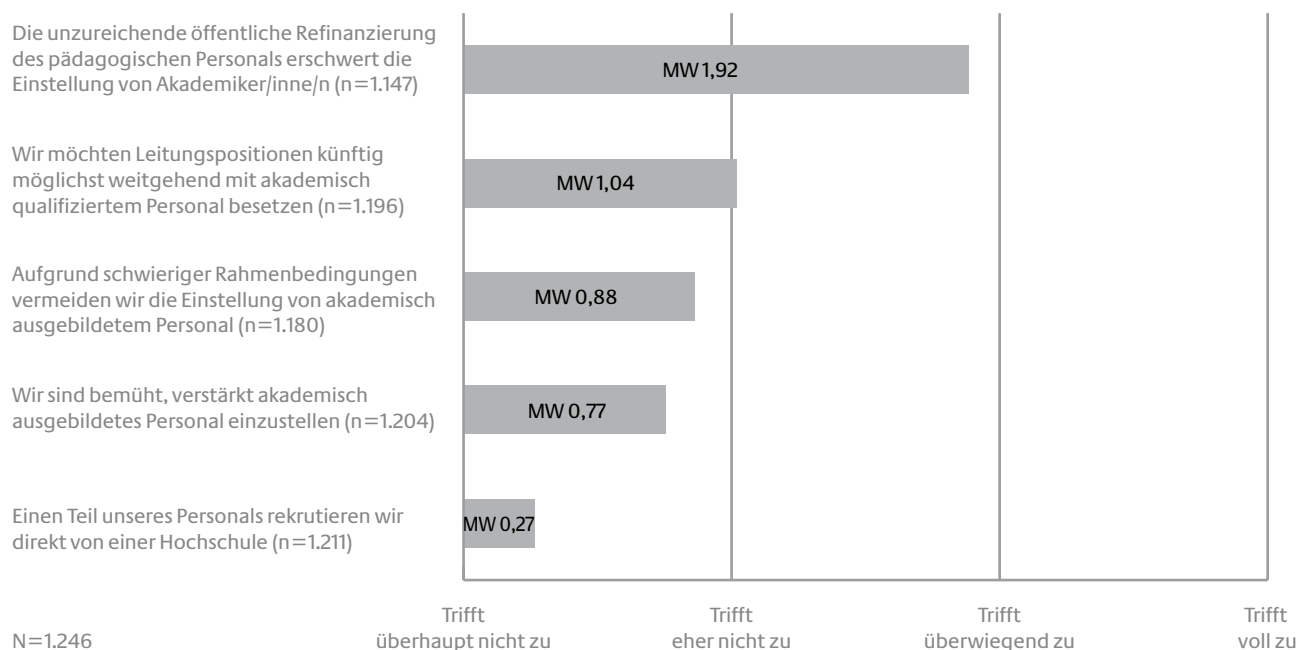 Die unzureichende öffentliche Refinanzierung
des pädagogischen Personals erschwert die
Einstellung von Akademiker/inne/n (n=1.147)
MW 1,92
Wir möchten Leitungspositionen künftig
möglichst weitgehend mit akademisch
qualifiziertem Personal besetzen (n=1.196)
MW 1,04
Aufgrund schwieriger Rahmenbedingungen
vermeiden wir die Einstellung von akademisch
ausgebildetem Personal (n=1.180)
MW 0,88
Wir sind bemüht, verstärkt akademisch
ausgebildetes Personal einzustellen (n=1.204)
MW 0,77
Einen Teil unseres Personals rekrutieren wir
direkt von einer Hochschule (n=1.211)
MW 0,27
N=1.246
Trifft
überhaupt nicht zu
Trifft
eher nicht zu
Trifft
überwiegend zu
Trifft
voll zu